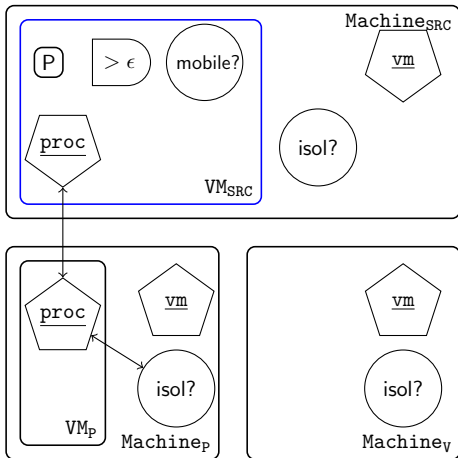 Machine_SRC
P
> ϵ
mobile?
vm
proc
isol?
VM_SRC
proc
vm
vm
isol?
isol?
VM_P
Machine_P
Machine_V